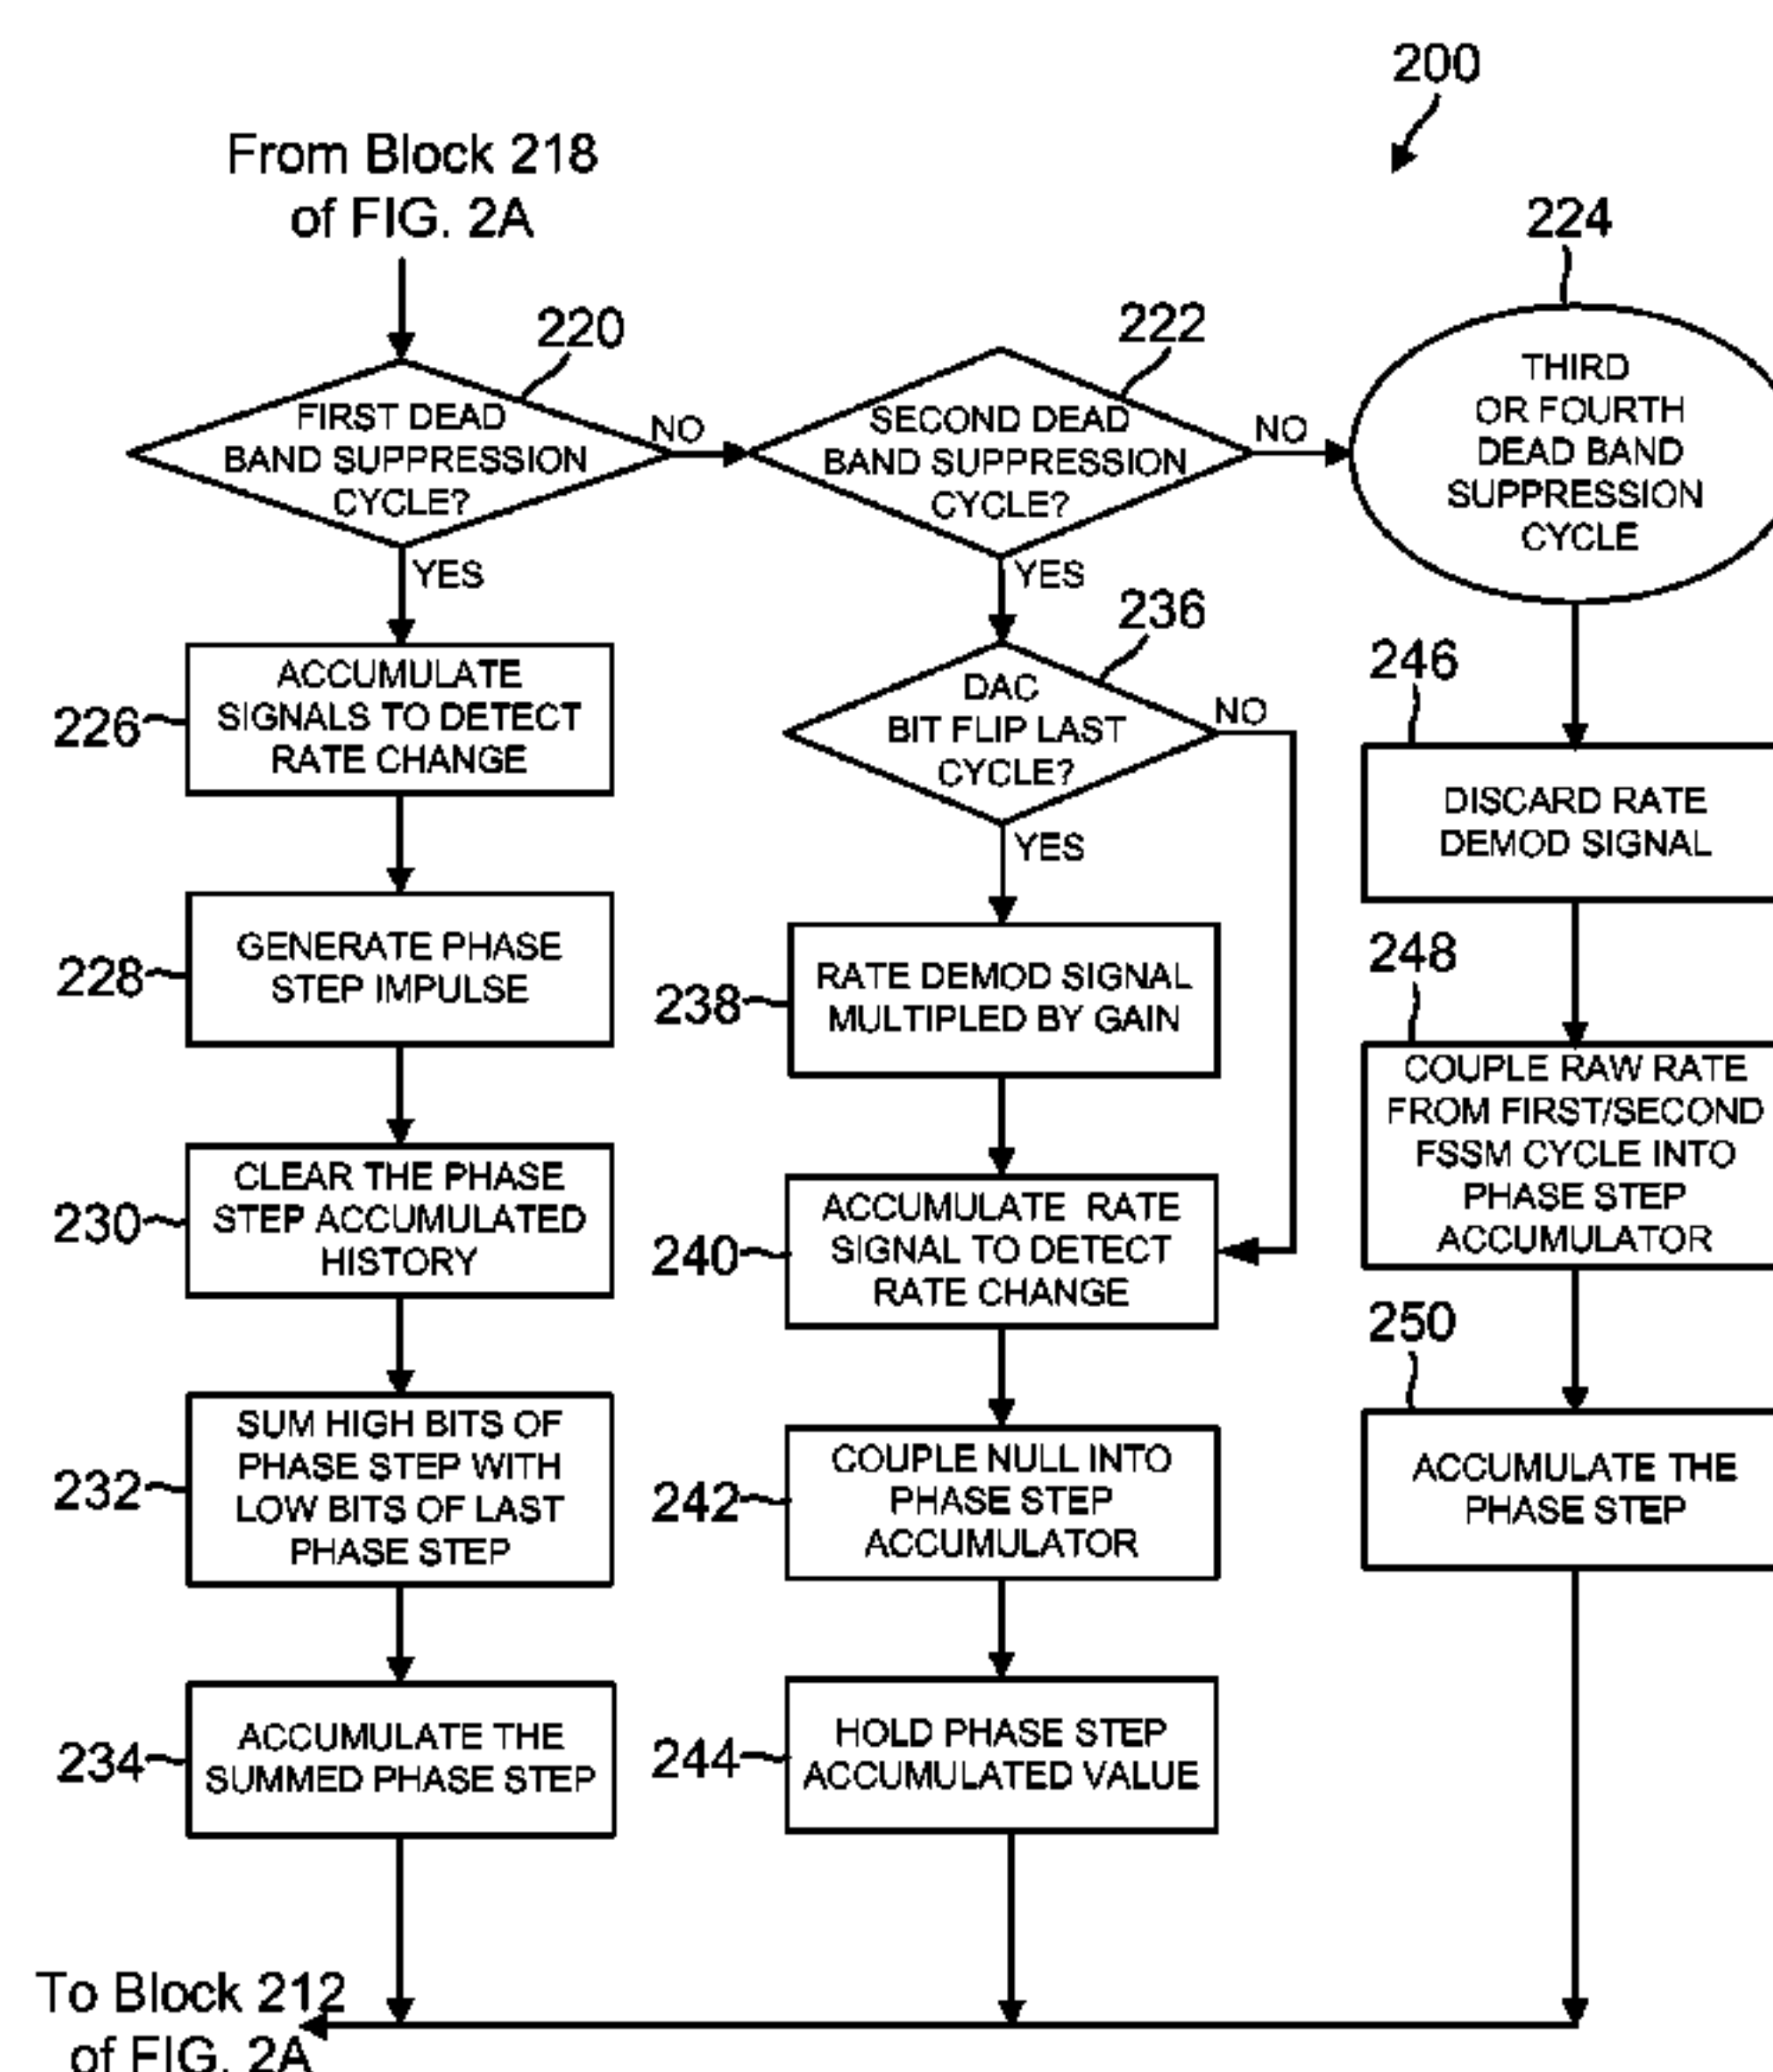 200
From Block 218
of FIG. 2A
220
FIRST DEAD
BAND SUPPRESSION
CYCLE?
NO
YES
222
SECOND DEAD
BAND SUPPRESSION
CYCLE?
NO
YES
224
THIRD
OR FOURTH
DEAD BAND
SUPPRESSION
CYCLE
226
ACCUMULATE
SIGNALS TO DETECT
RATE CHANGE
228
GENERATE PHASE
STEP IMPULSE
230
CLEAR THE PHASE
STEP ACCUMULATED
HISTORY
232
SUM HIGH BITS OF
PHASE STEP WITH
LOW BITS OF LAST
PHASE STEP
234
ACCUMULATE THE
SUMMED PHASE STEP
236
DAC
BIT FLIP LAST
CYCLE?
NO
YES
238
RATE DEMOD SIGNAL
MULTIPLED BY GAIN
240
ACCUMULATE RATE
SIGNAL TO DETECT
RATE CHANGE
242
COUPLE NULL INTO
PHASE STEP
ACCUMULATOR
244
HOLD PHASE STEP
ACCUMULATED VALUE
246
DISCARD RATE
DEMOD SIGNAL
248
COUPLE RAW RATE
FROM FIRST/SECOND
FSSM CYCLE INTO
PHASE STEP
ACCUMULATOR
250
ACCUMULATE THE
PHASE STEP
To Block 212
of FIG. 2A